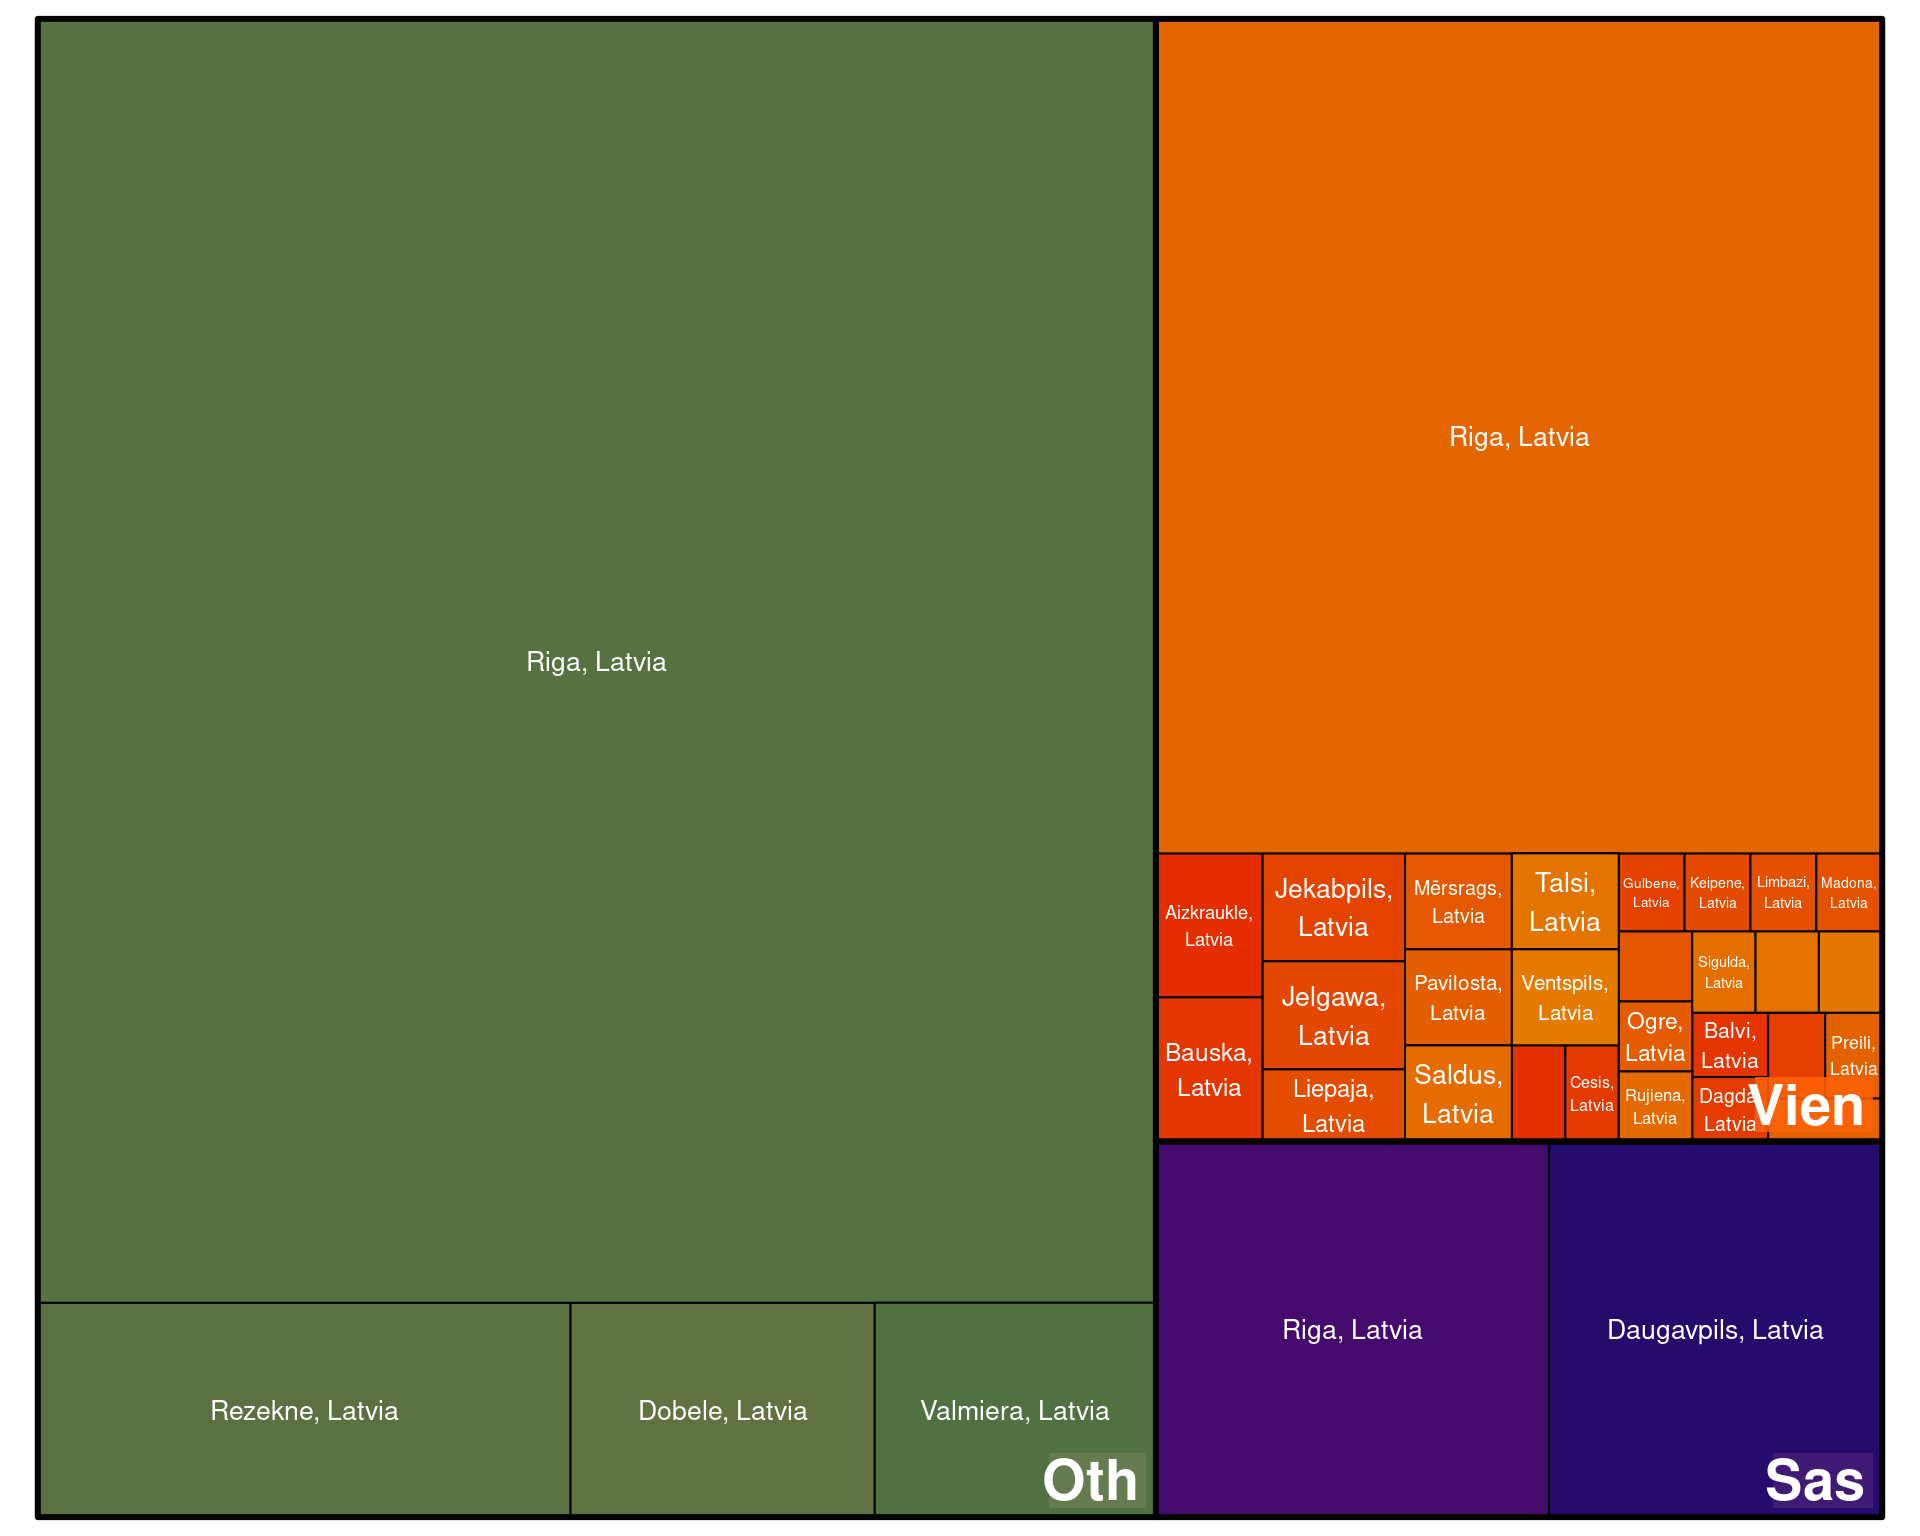 Riga, Latvia
Rezekne, Latvia
Dobele, Latvia
Valmiera, Latvia
Oth
Riga, Latvia
Aizkraukle,
Latvia
Bauska,
Latvia
Jekabpils,
Latvia
Jelgawa,
Latvia
Liepaja,
Latvia
Mērsrags,
Latvia
Pavilosta,
Latvia
Saldus,
Latvia
Talsi,
Latvia
Ventspils,
Latvia
Cesis,
Latvia
Gulbene,
Latvia
Keipene,
Latvia
Limbazi,
Latvia
Madona,
Latvia
Ogre,
Latvia
Rujiena,
Latvia
Sigulda,
Latvia
Balvi,
Latvia
Dagda
Latvia
Preili,
Latvia
Vien
Riga, Latvia
Daugavpils, Latvia
Sas